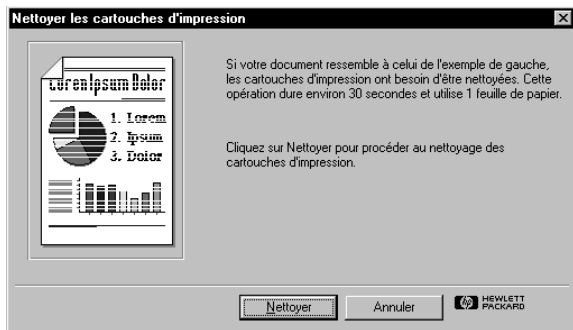 Nettoyer les cartouches d'impression
Lorem Ipsum Dolor
1. Lorem
2. Ipsum
3. Dolor
Si votre document ressemble à celui de l'exemple de gauche,
les cartouches d'impression ont besoin d'être nettoyées. Cette
opération dure environ 30 secondes et utilise 1 feuille de papier.
Cliquez sur Nettoyer pour procéder au nettoyage des
cartouches d'impression.
Nettoyer
Annuler
hp HEWLETT
PACKARD